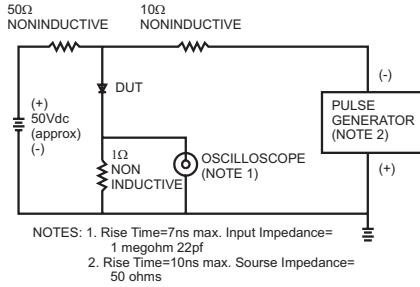 50Ω
NONINDUCTIVE
10Ω
NONINDUCTIVE
DUT
(+)
50Vdc
(approx)
(-)
(-)
PULSE
GENERATOR
(NOTE 2)
(+)
1Ω
NON
INDUCTIVE
OSCILLOSCOPE
(NOTE 1)
NOTES: 1. Rise Time=7ns max. Input Impedance=
1 megohm 22pf
2. Rise Time=10ns max. Sourse Impedance=
50 ohms